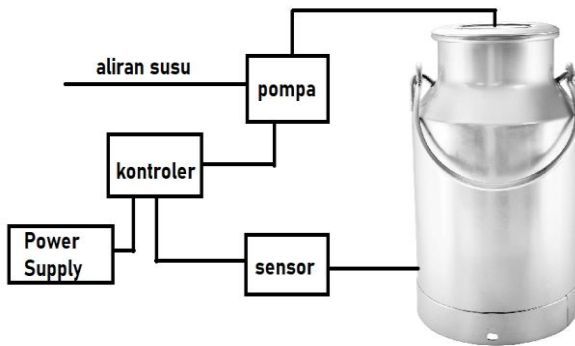 aliran susu
pompa
kontroler
Power
Supply
sensor